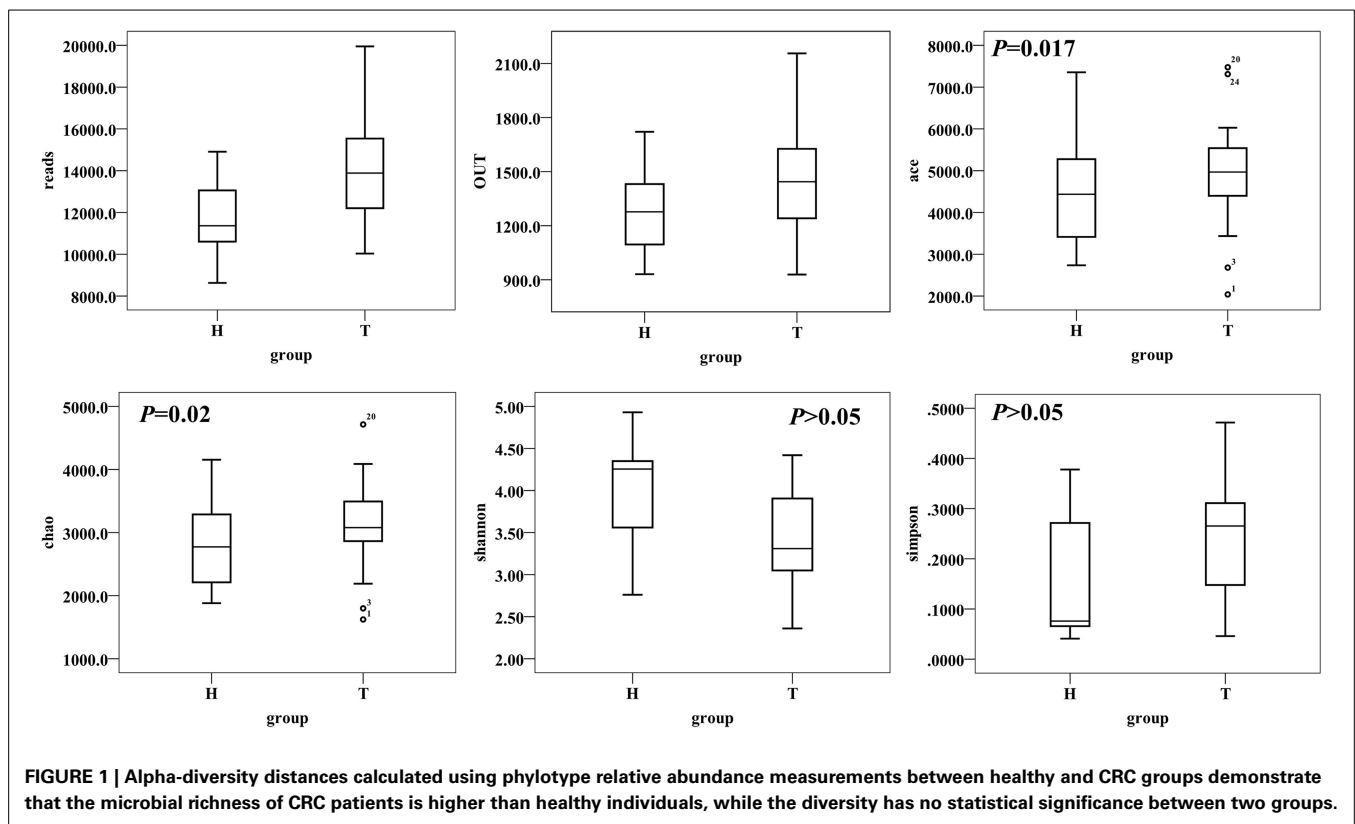 20000.0
18000.0
16000.0
14000.0
12000.0
10000.0
8000.0
reads
H T
group
2100.0
1800.0
1500.0
1200.0
900.0
OUT
H T
group
P=0.017
8000.0
7000.0
6000.0
5000.0
4000.0
3000.0
2000.0
ace
20
24
3
1
H T
group
P=0.02
5000.0
4000.0
3000.0
2000.0
1000.0
chao
20
3
1
H T
group
P>0.05
5.00
4.50
4.00
3.50
3.00
2.50
2.00
shannon
H T
group
P>0.05
.5000
.4000
.3000
.2000
.1000
.0000
simpson
H T
group
FIGURE 1 | Alpha-diversity distances calculated using phylotype relative abundance measurements between healthy and CRC groups demonstrate
that the microbial richness of CRC patients is higher than healthy individuals, while the diversity has no statistical significance between two groups.